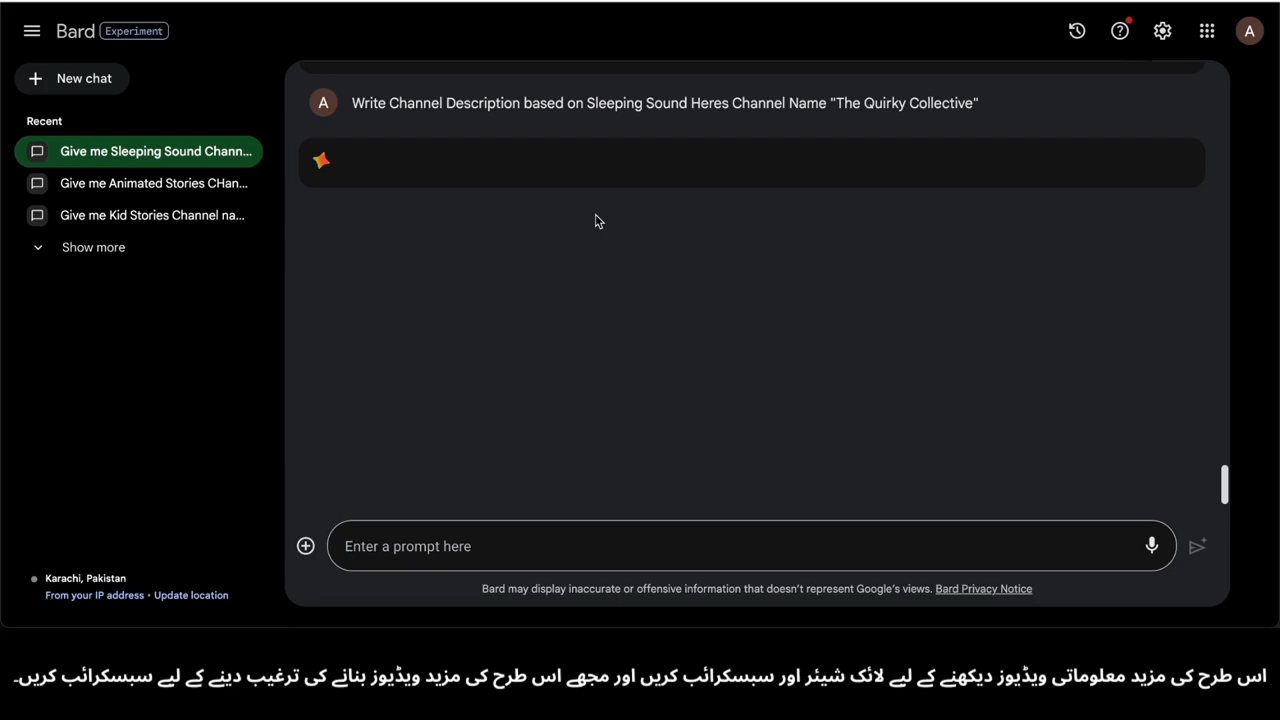 Bard Experiment
A
New chat
Recent
Give me Sleeping Sound Chann...
Give me Animated Stories CHan...
Give me Kid Stories Channel na...
Show more
Karachi, Pakistan
From your IP address • Update location
A Write Channel Description based on Sleeping Sound Heres Channel Name "The Quirky Collective"
Enter a prompt here
Bard may display inaccurate or offensive information that doesn't represent Google's views. Bard Privacy Notice
اس طرح کی مزید معلوماتی ویڈیوز دیکھنے کے لیے لائک شیئر اور سبسکرائب کریں اور مجھے اس طرح کی مزید ویڈیوز بنانے کی ترغیب دینے کے لیے سبسکرائب کریں۔